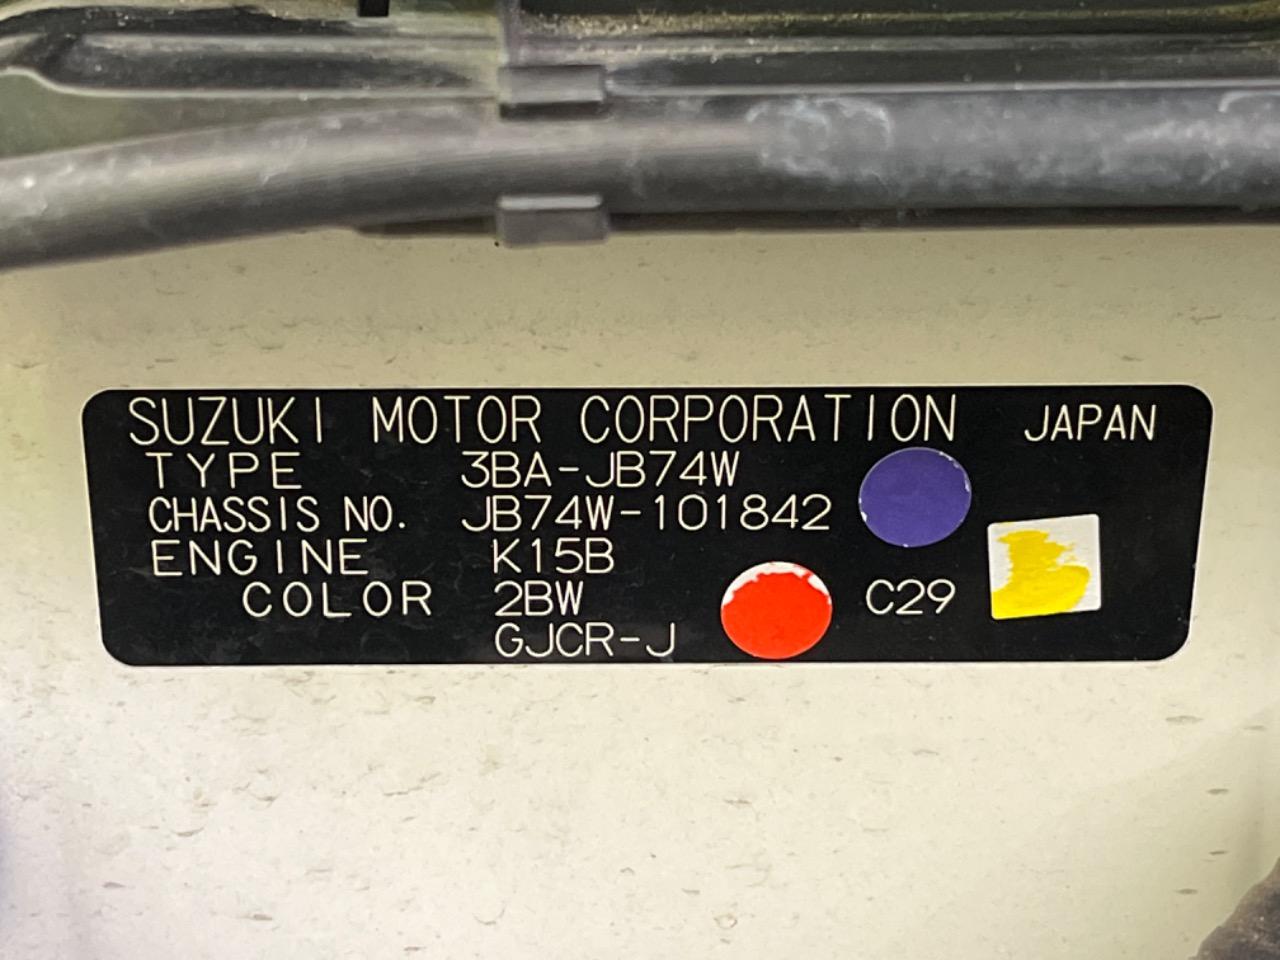 SUZUKI MOTOR CORPORATION JAPAN
TYPE 3BA-JB74W
CHASSIS NO. JB74W-101842
ENGINE K15B
COLOR 2BW C29
GJCR-J